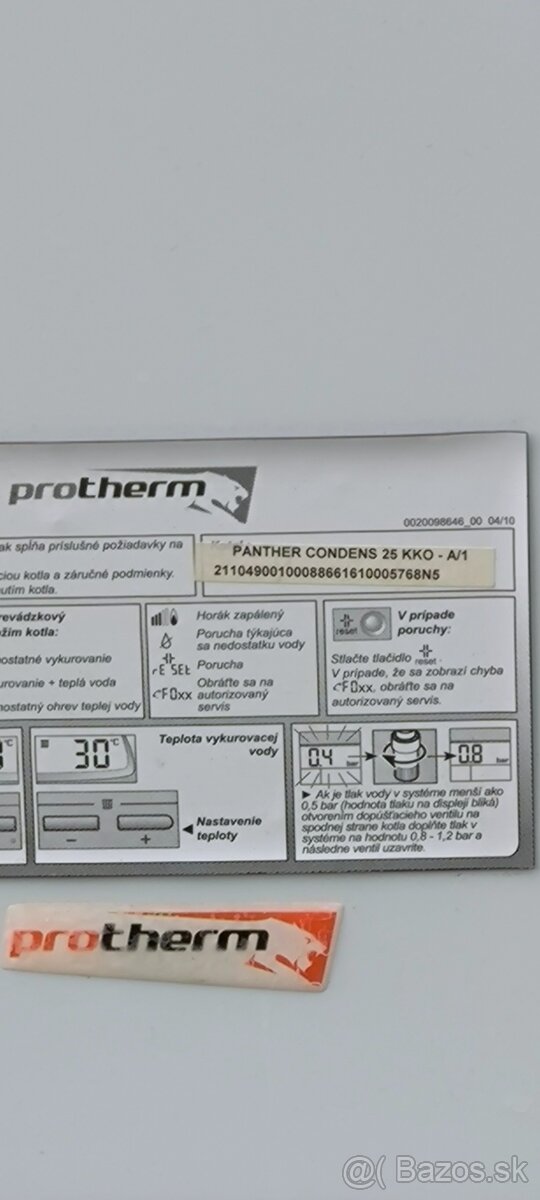 protherm
0020098646_00 04/10
ak spĺňa príslušné požiadavky na
ciou kotla a záručné podmienky.
utím kotla.
PANTHER CONDENS 25 KKO - A/1
21104900100088661610005768N5
revádzkový
žim kotla:
ostatné vykurovanie
urovanie + teplá voda
nostatný ohrev teplej vody
Horák zapálený
Porucha týkajúca
sa nedostatku vody
rESEt Porucha
F0xx Obráťte sa na
autorizovaný
servis
reset
V prípade
poruchy:
Stlačte tlačidlo reset.
V prípade, že sa zobrazí chyba
F0xx, obráťte sa na
autorizovaný servis.
30°C
Teplota vykurovacej
vody
- +
Nastavenie
teploty
0.4 bar
0.8 bar
► Ak je tlak vody v systéme menší ako
0,5 bar (hodnota tlaku na displeji bliká)
otvorením dopúšťacieho ventilu na
spodnej strane kotla doplňte tlak v
systéme na hodnotu 0,8 - 1,2 bar a
následne ventil uzavrite.
protherm
@( Bazos.sk